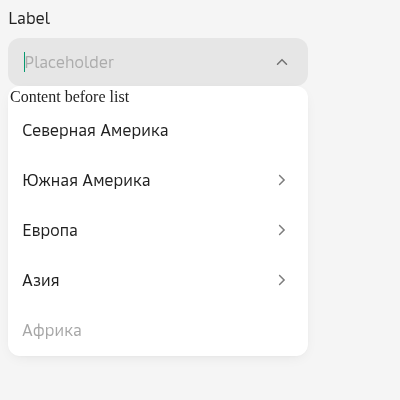 Label
Placeholder
Content before list
Северная Америка
Южная Америка
Европа
Азия
Африка